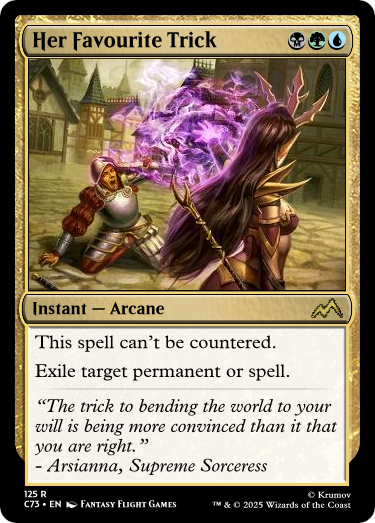 Her Favourite Trick
Instant — Arcane
This spell can't be countered.
Exile target permanent or spell.
“The trick to bending the world to your
will is being more convinced than it that
you are right.”
- Arsianna, Supreme Sorceress
125 R
© Krumov
C73 • EN Fantasy Flight Games
™ & © 2025 Wizards of the Coast